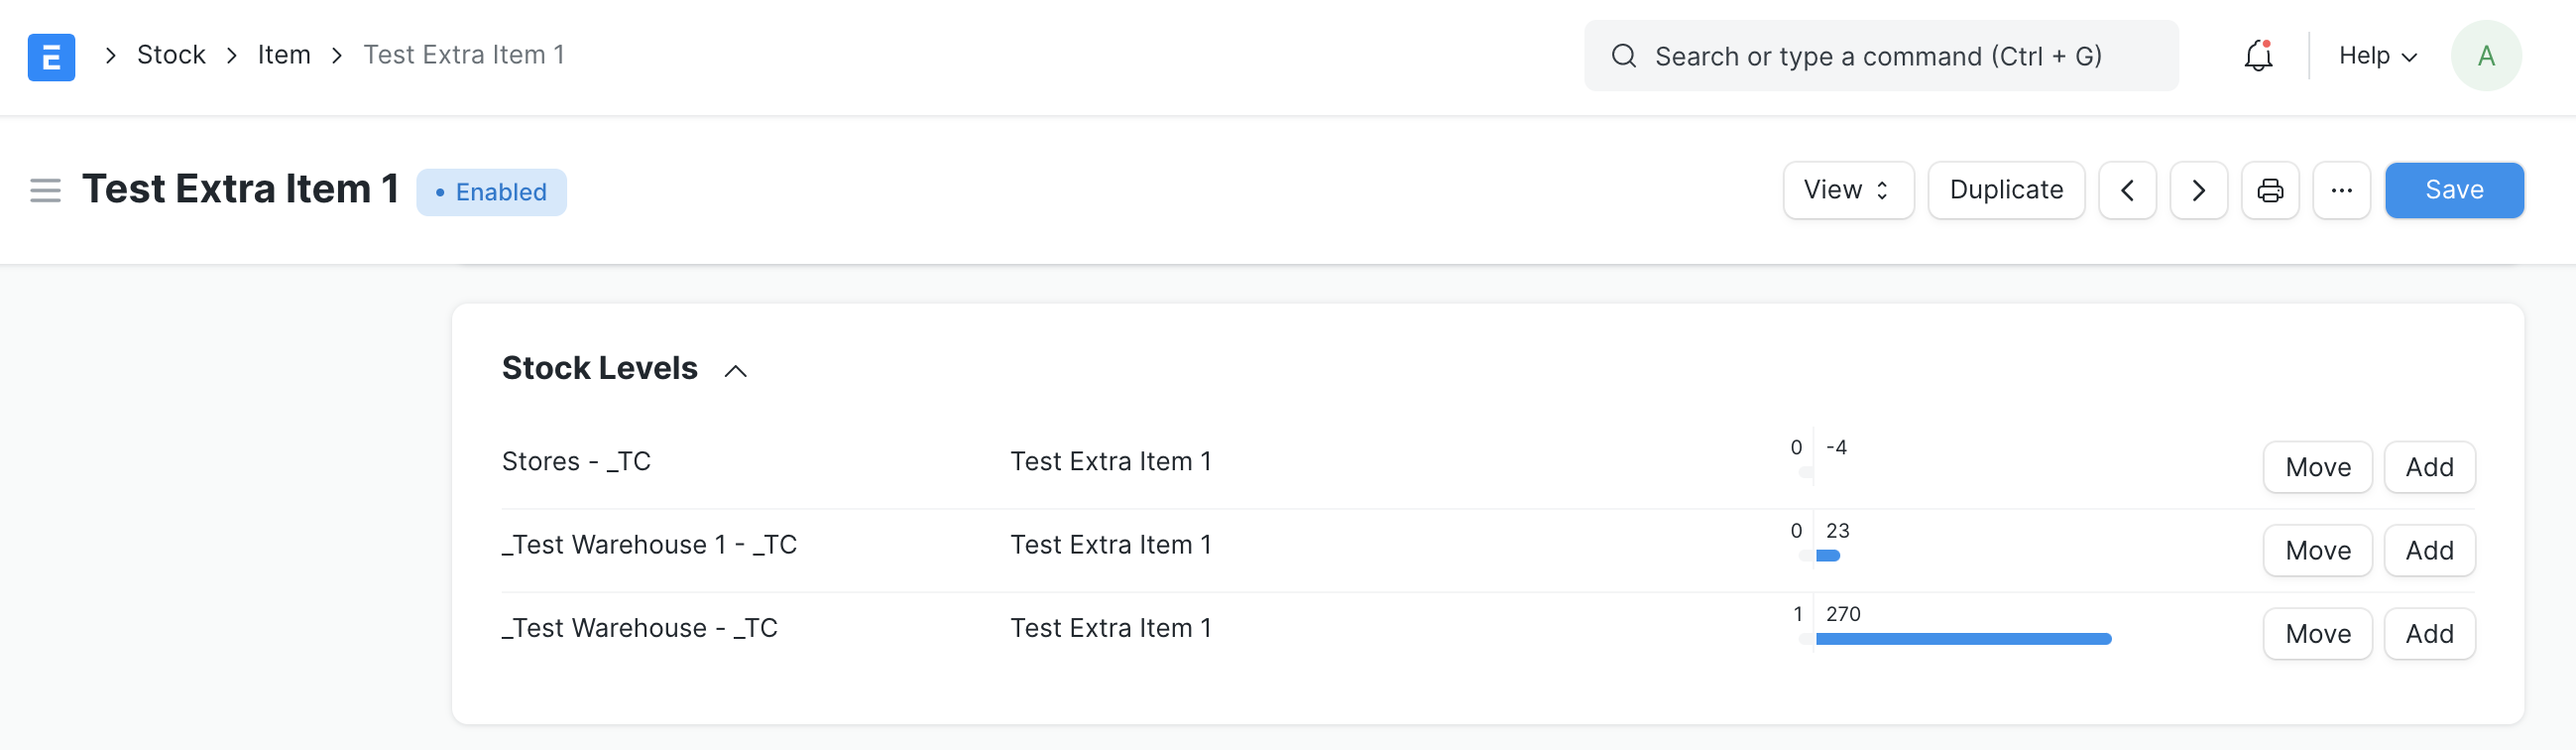 E Stock Item Test Extra Item 1 Search or type a command (Ctrl + G) Help A
Test Extra Item 1 Enabled View Duplicate ... Save
Stock Levels
Stores - _TC Test Extra Item 1 0 -4 Move Add
_Test Warehouse 1 - _TC Test Extra Item 1 0 23 Move Add
_Test Warehouse - _TC Test Extra Item 1 1 270 Move Add